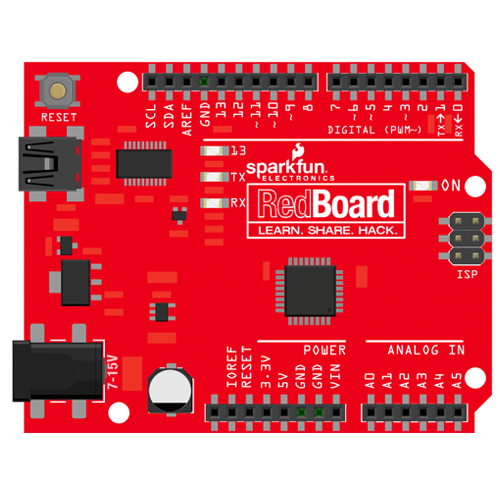 RESET
SCL
SDA
AREF
GND
13
12
~11
~10
~9
8
7
~6
~5
4
~3
2
TX→1
RX←0
DIGITAL (PWM~)
13
TX
RX
sparkfun
ELECTRONICS
RedBoard
LEARN. SHARE. HACK.
ON
ISP
7-15V
POWER
ANALOG IN
IOREF
RESET
3.3V
5V
GND
GND
VIN
A0
A1
A2
A3
A4
A5